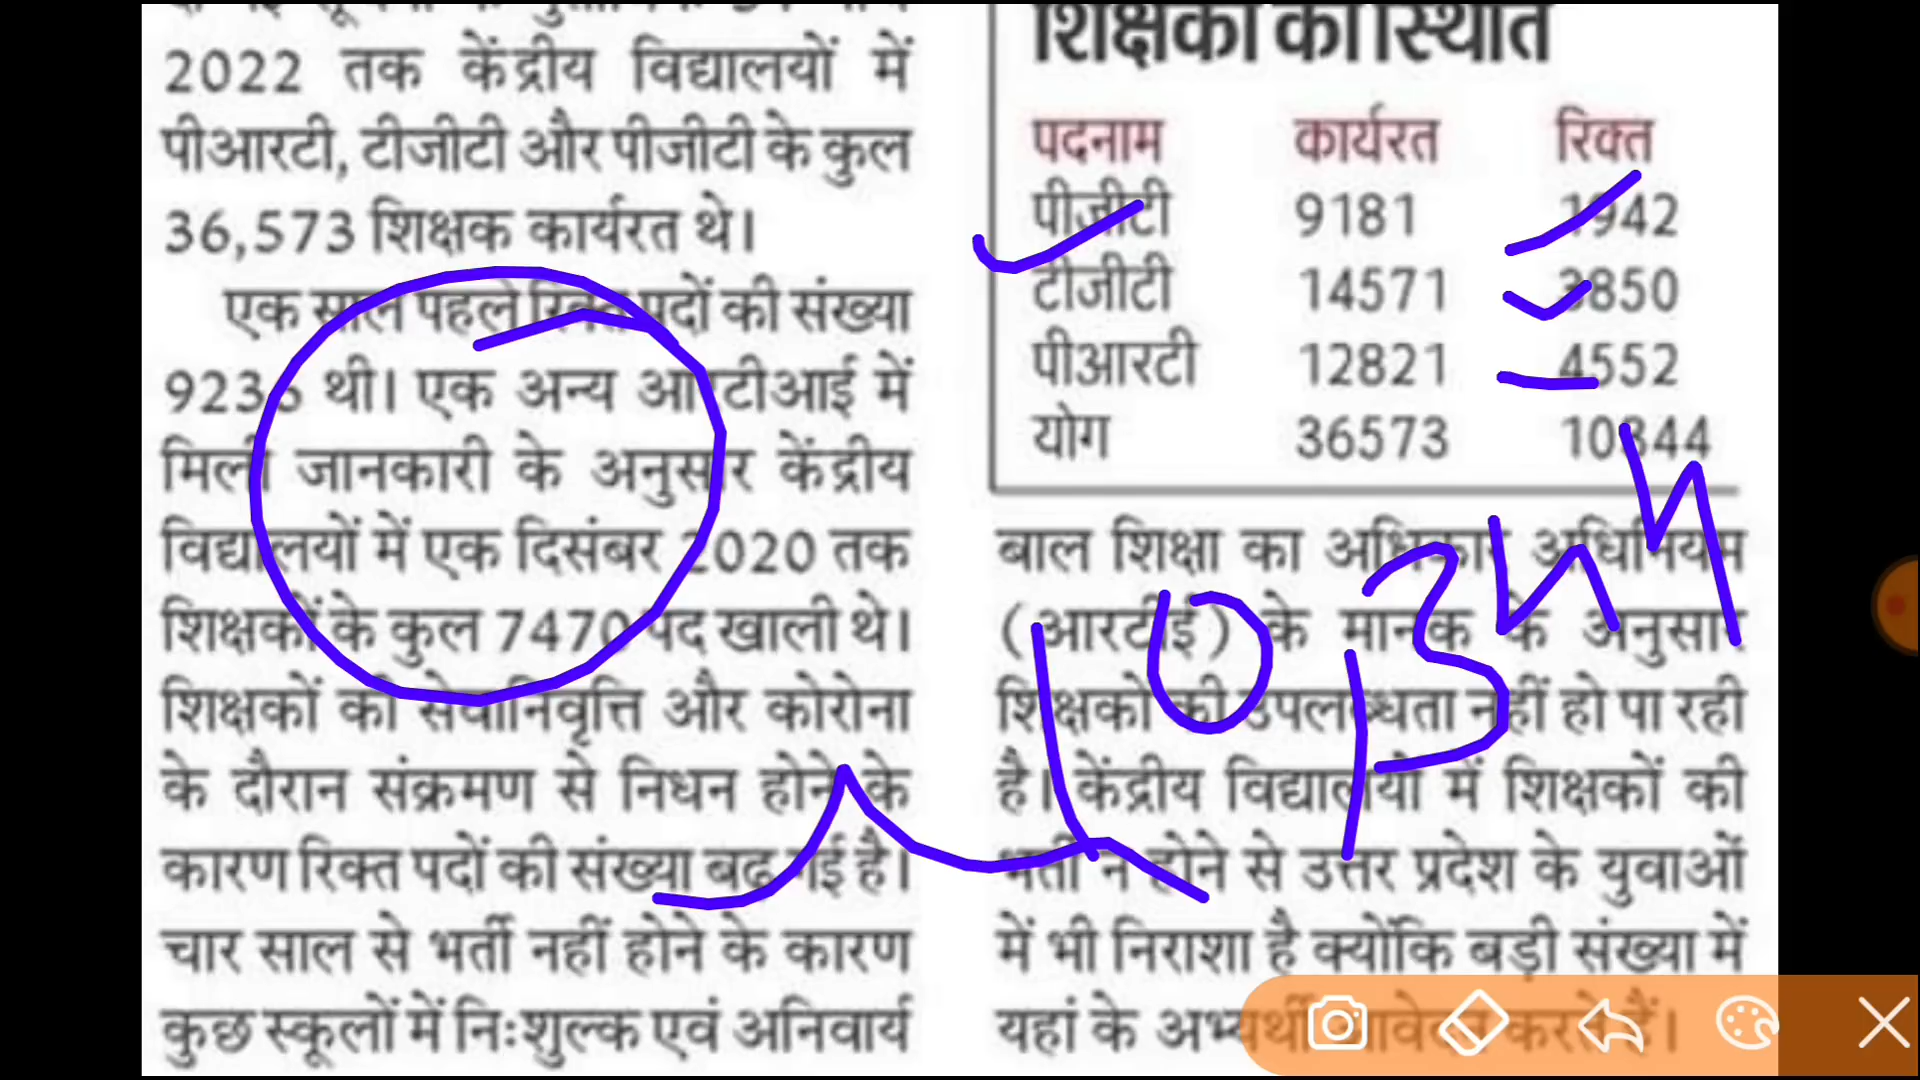 2022 तक केंद्रीय विद्यालयों में
पीआरटी, टीजीटी और पीजीटी के कुल
36,573 शिक्षक कार्यरत थे।
एक साल पहले रिक्त पदों की संख्या
9236 थी। एक अन्य आरटीआई में
मिली जानकारी के अनुसार केंद्रीय
विद्यालयों में एक दिसंबर 2020 तक
शिक्षकों के कुल 7470 पद खाली थे।
शिक्षकों की सेवानिवृत्ति और कोरोना
के दौरान संक्रमण से निधन होने के
कारण रिक्त पदों की संख्या बढ़ गई है।
चार साल से भर्ती नहीं होने के कारण
कुछ स्कूलों में निःशुल्क एवं अनिवार्य
शिक्षकों की स्थिति
पदनाम कार्यरत रिक्त
पीजीटी 9181 1942
टीजीटी 14571 3850
पीआरटी 12821 4552
योग 36573 10344
बाल शिक्षा का अधिकार अधिनियम
(आरटीई) के मानक के अनुसार
शिक्षकों की उपलब्धता नहीं हो पा रही
है। केंद्रीय विद्यालयों में शिक्षकों की
भर्ती न होने से उत्तर प्रदेश के युवाओं
में भी निराशा है क्योंकि बड़ी संख्या में
यहां के अभ्यर्थी आवेदन करते हैं।
10,344